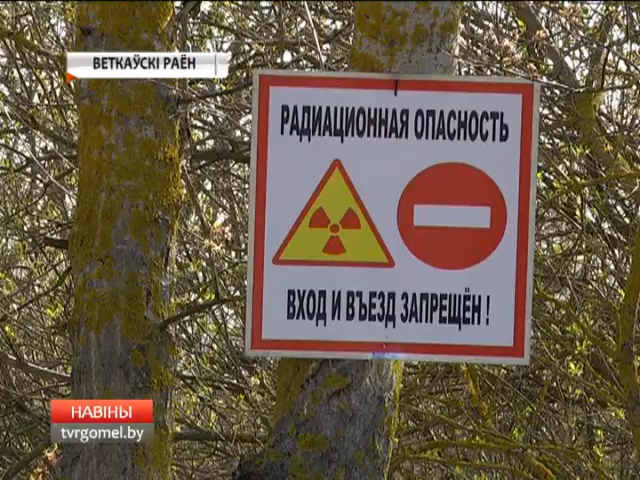 ВЕТКАЎСКІ РАЁН
РАДИАЦИОННАЯ ОПАСНОСТЬ
ВХОД И ВЪЕЗД ЗАПРЕЩЁН !
НАВІНЫ
tvrgomel.by